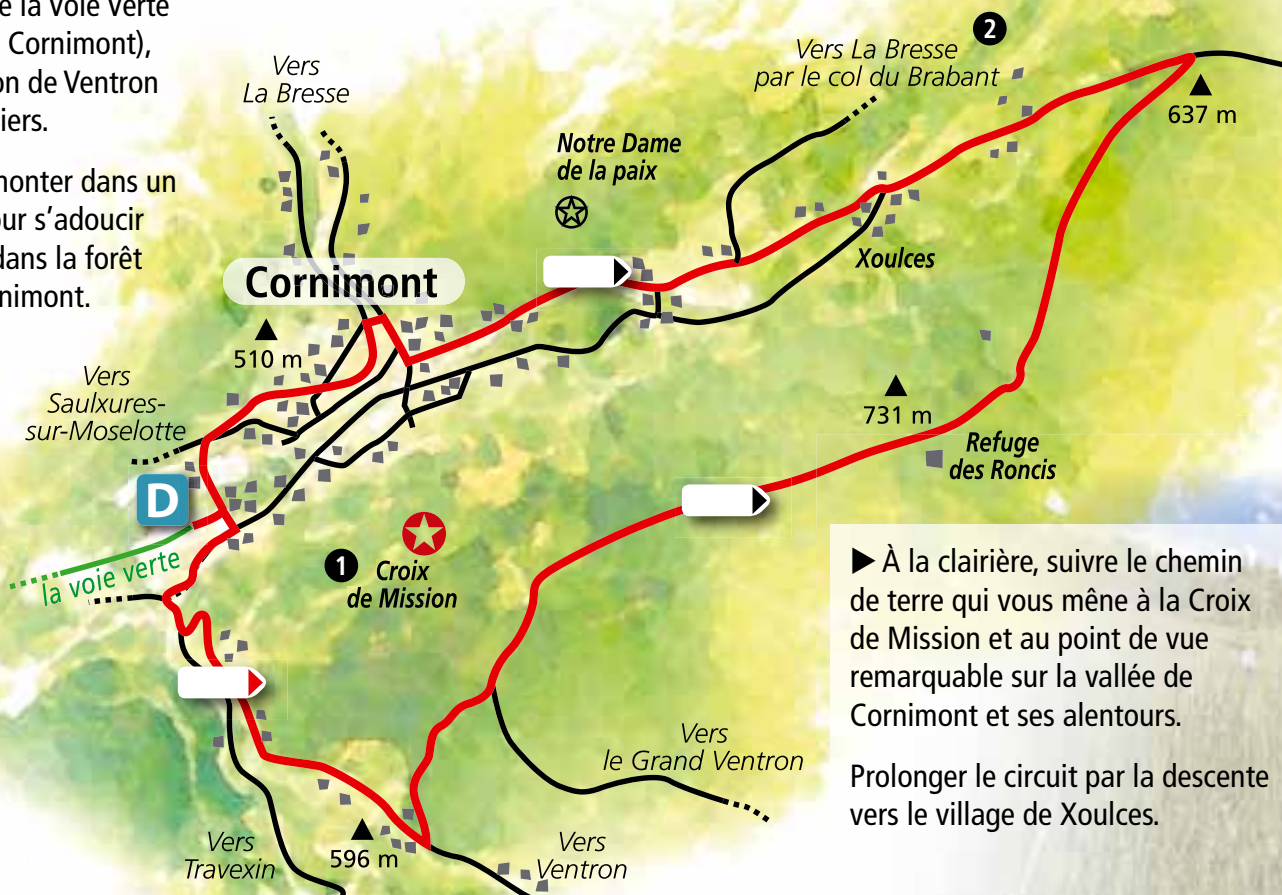 e la Voie Verte
Cornimont),
on de Ventron
iers.
monter dans un
our s’adoucir
dans la forêt
rnimont.
Vers
La Bresse
Notre Dame
de la paix
Vers La Bresse
par le col du Brabant
2
637 m
Xoulces
Cornimont
510 m
Vers
Saulxures-
sur-Moselotte
D
la voie verte
1
Croix
de Mission
731 m
Refuge
des Roncis
Vers
le Grand Ventron
Vers
Travexin
596 m
Vers
Ventron
À la clairière, suivre le chemin
de terre qui vous mène à la Croix
de Mission et au point de vue
remarquable sur la vallée de
Cornimont et ses alentours.
Prolonger le circuit par la descente
vers le village de Xoulces.